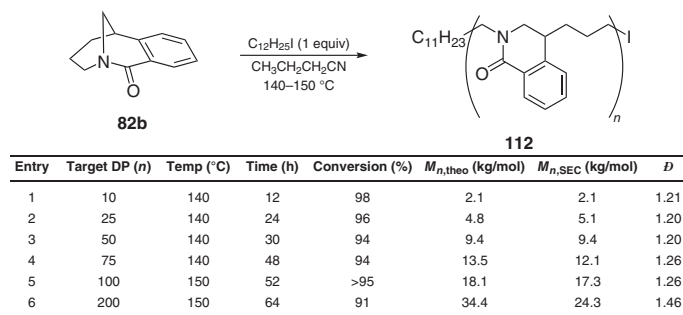 C12H25I (1 equiv)
CH3CH2CH2CN
140–150 °C
N
O
82b
C11H23
N
O
I
n
112
Entry Target DP (n) Temp (°C) Time (h) Conversion (%) Mn,theo (kg/mol) Mn,SEC (kg/mol) Đ
1 10 140 12 98 2.1 2.1 1.21
2 25 140 24 96 4.8 5.1 1.20
3 50 140 30 94 9.4 9.4 1.20
4 75 140 48 94 13.5 12.1 1.26
5 100 150 52 >95 18.1 17.3 1.26
6 200 150 64 91 34.4 24.3 1.46